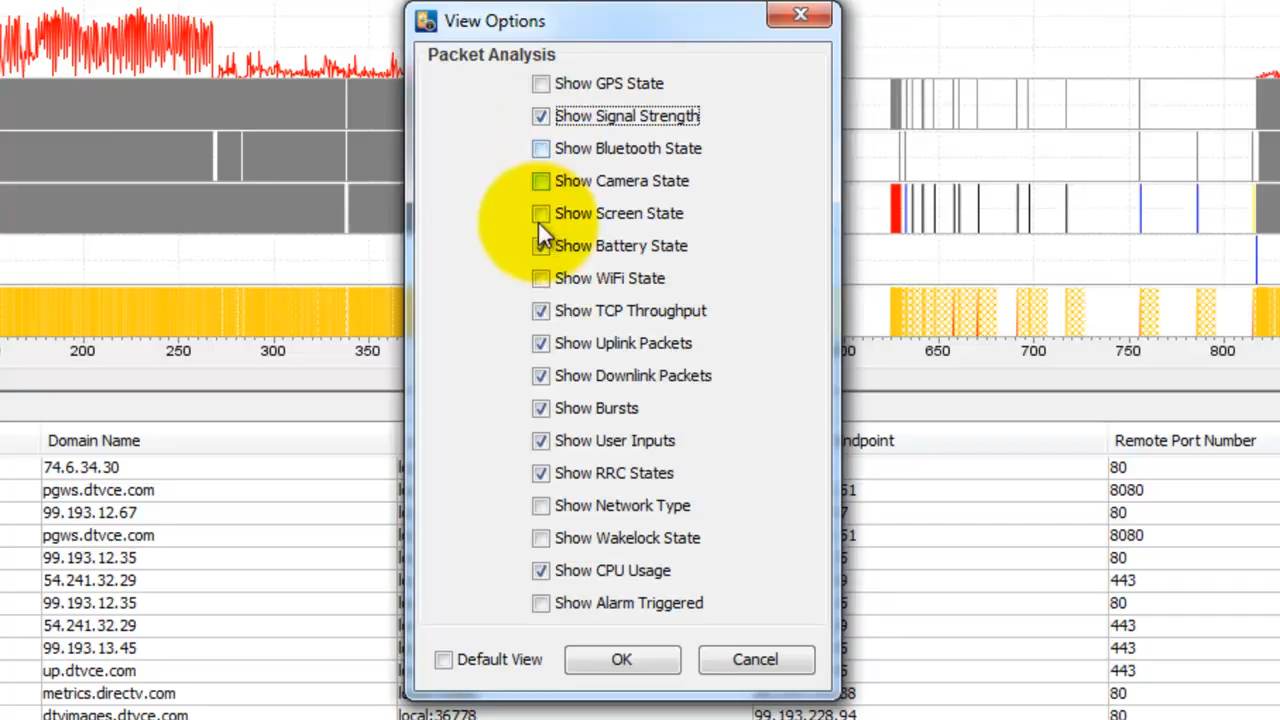 View Options
Packet Analysis
Show GPS State
Show Signal Strength
Show Bluetooth State
Show Camera State
Show Screen State
Show Battery State
Show WiFi State
Show TCP Throughput
Show Uplink Packets
Show Downlink Packets
Show Bursts
Show User Inputs
Show RRC States
Show Network Type
Show Wakelock State
Show CPU Usage
Show Alarm Triggered
Default View OK Cancel
200 250 300 350 650 700 750 800
Domain Name Remote Port Number
74.6.34.30 80
pgws.dtvce.com 8080
99.193.12.67 80
pgws.dtvce.com 8080
99.193.12.35 80
54.241.32.29 443
99.193.12.35 80
54.241.32.29 443
99.193.13.45 443
up.dtvce.com 443
metrics.directv.com 80
dtvimages.dtvce.com local:36778 99.193.228.94 80